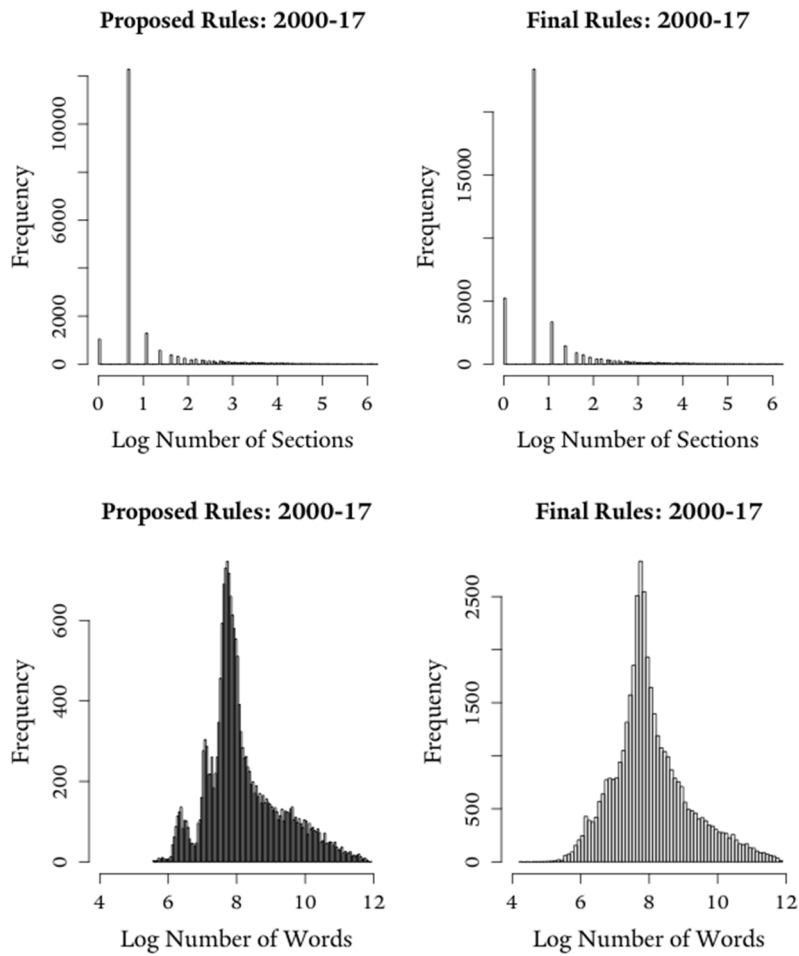 Proposed Rules: 2000-17
Frequency
10000
6000
2000
0
0 1 2 3 4 5 6
Log Number of Sections
Final Rules: 2000-17
Frequency
15000
5000
0
0 1 2 3 4 5 6
Log Number of Sections
Proposed Rules: 2000-17
Frequency
600
400
200
0
4 6 8 10 12
Log Number of Words
Final Rules: 2000-17
Frequency
2500
1500
500
0
4 6 8 10 12
Log Number of Words